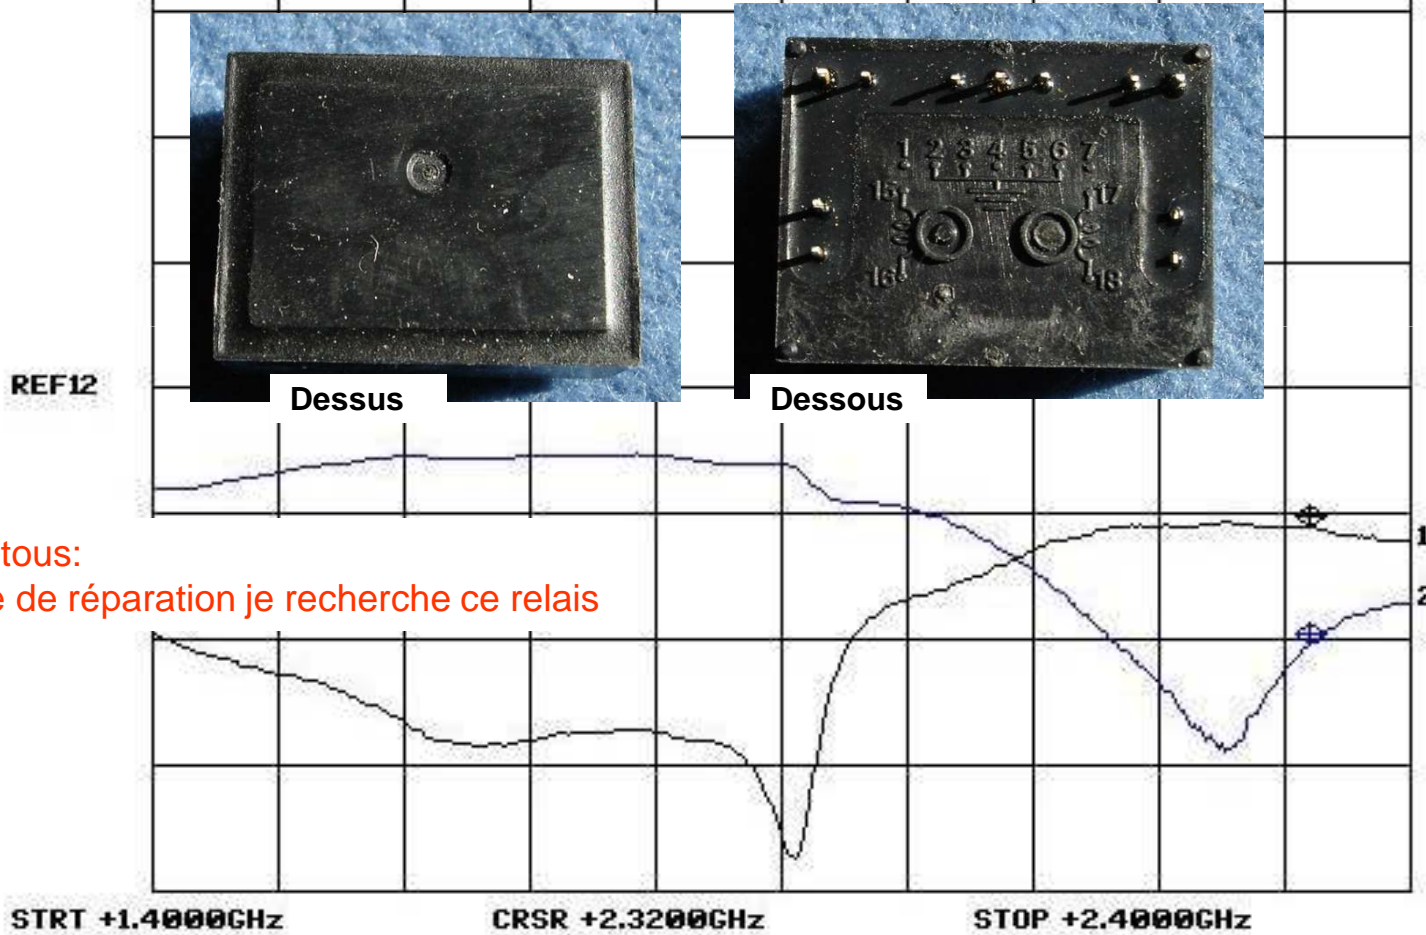 1 2 3 4 5 6 7
15 17
16 18
REF12
Dessus
Dessous
1
tous:
e de réparation je recherche ce relais
2
STRT +1.4000GHz CRSR +2.3200GHz STOP +2.4000GHz